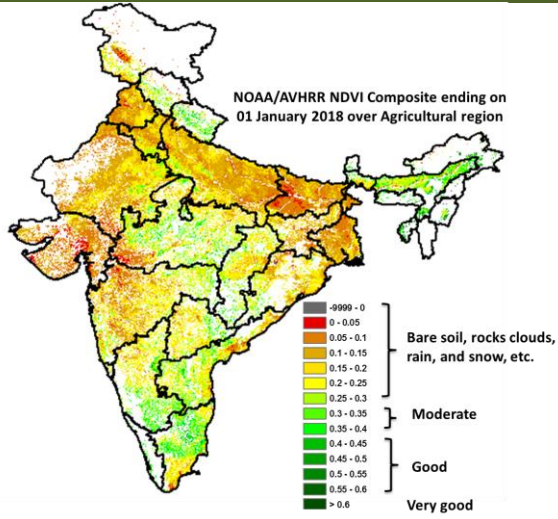 NOAA/AVHRR NDVI Composite ending on
01 January 2018 over Agricultural region
-9999 - 0
0 - 0.05
0.05 - 0.1
0.1 - 0.15
0.15 - 0.2
0.2 - 0.25
0.25 - 0.3
0.3 - 0.35
0.35 - 0.4
0.4 - 0.45
0.45 - 0.5
0.5 - 0.55
0.55 - 0.6
> 0.6
Bare soil, rocks clouds,
rain, and snow, etc.
Moderate
Good
Very good